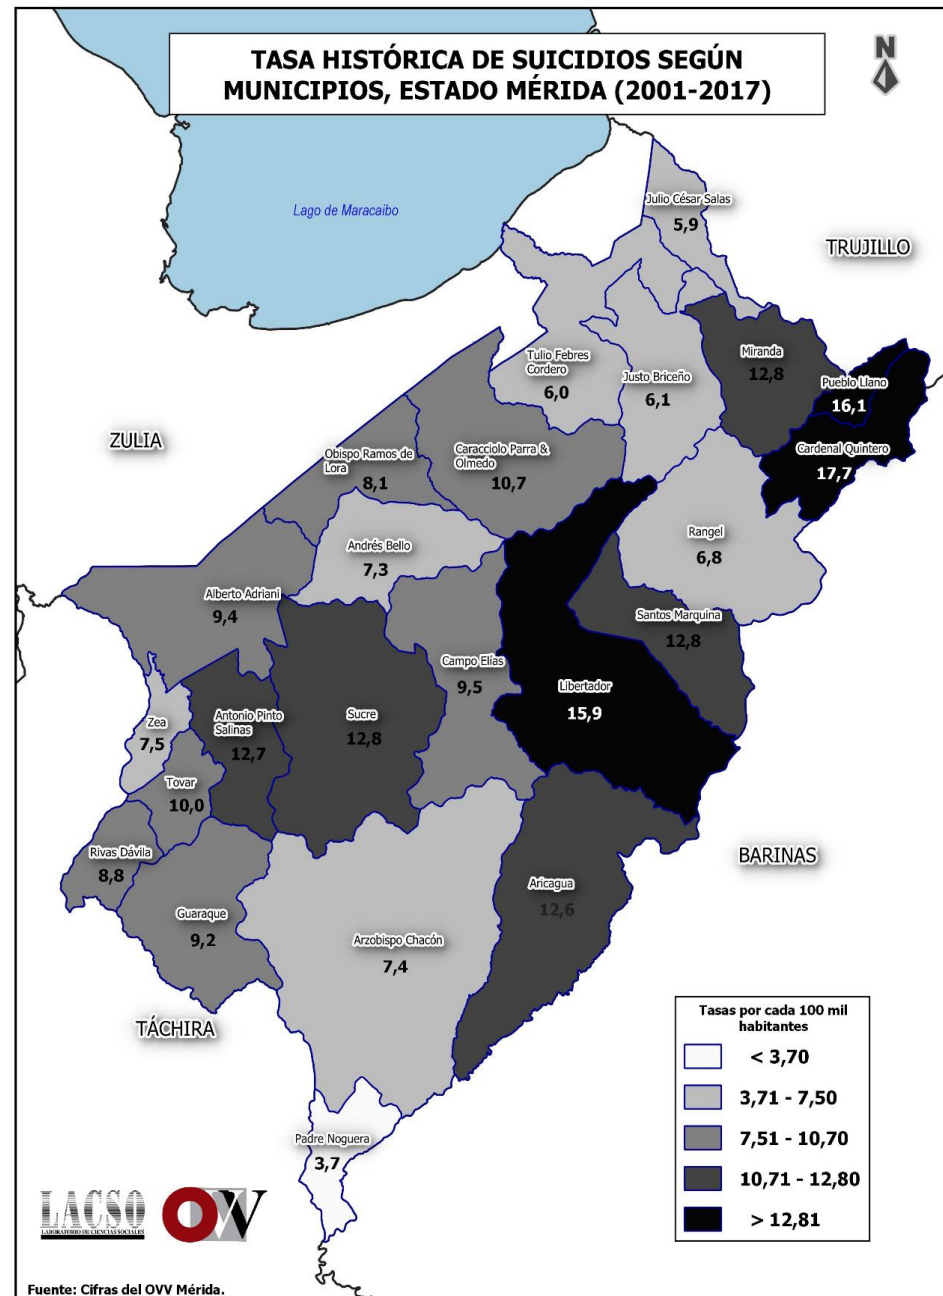 TASA HISTÓRICA DE SUICIDIOS SEGÚN
MUNICIPIOS, ESTADO MÉRIDA (2001-2017)
N
Lago de Maracaibo
Julio César Salas
5,9
TRUJILLO
Miranda
12,8
Tulio Febres
Cordero
6,0
Justo Briceño
6,1
Pueblo Llano
16,1
ZULIA
Cardenal Quintero
17,7
Obispo Ramos de
Lora
8,1
Caracciolo Parra &
Olmedo
10,7
Rangel
6,8
Andrés Bello
7,3
Alberto Adriani
9,4
Santos Marquina
12,8
Campo Elías
9,5
Libertador
15,9
Zea
7,5
Antonio Pinto
Salinas
12,7
Sucre
12,8
Tovar
10,0
Rivas Dávila
8,8
BARINAS
Aricagua
12,6
Guaraque
9,2
Arzobispo Chacón
7,4
TÁCHIRA
Padre Noguera
3,7
Tasas por cada 100 mil
habitantes
< 3,70
3,71 - 7,50
7,51 - 10,70
10,71 - 12,80
> 12,81
LACSO
LABORATORIO DE CIENCIAS SOCIALES
OVV
Fuente: Cifras del OVV Mérida.